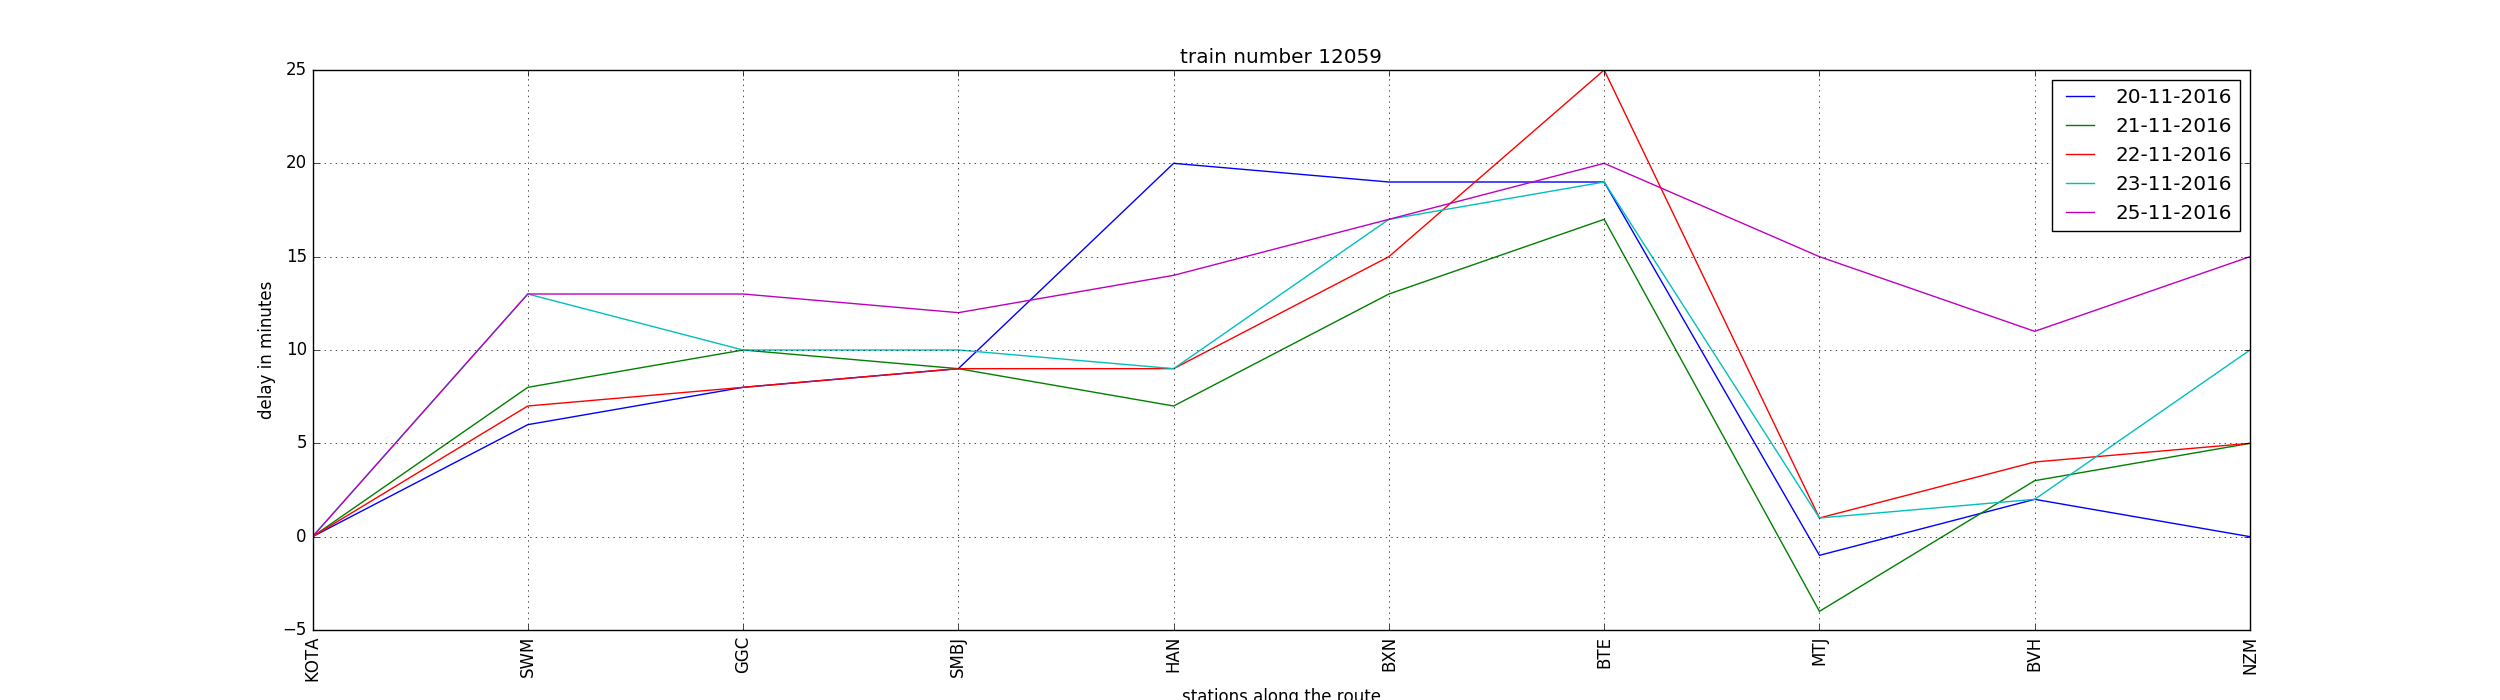 train number 12059
25
20
15
10
5
0
−5
delay in minutes
20-11-2016
21-11-2016
22-11-2016
23-11-2016
25-11-2016
KOTA
SWM
GGC
SMBJ
HAN
BXN
BTE
MTJ
BVH
NZM
stations along the route